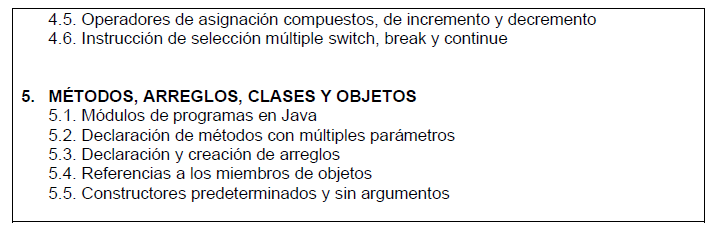 4.5. Operadores de asignación compuestos, de incremento y decremento
4.6. Instrucción de selección múltiple switch, break y continue
5. MÉTODOS, ARREGLOS, CLASES Y OBJETOS
5.1. Módulos de programas en Java
5.2. Declaración de métodos con múltiples parámetros
5.3. Declaración y creación de arreglos
5.4. Referencias a los miembros de objetos
5.5. Constructores predeterminados y sin argumentos